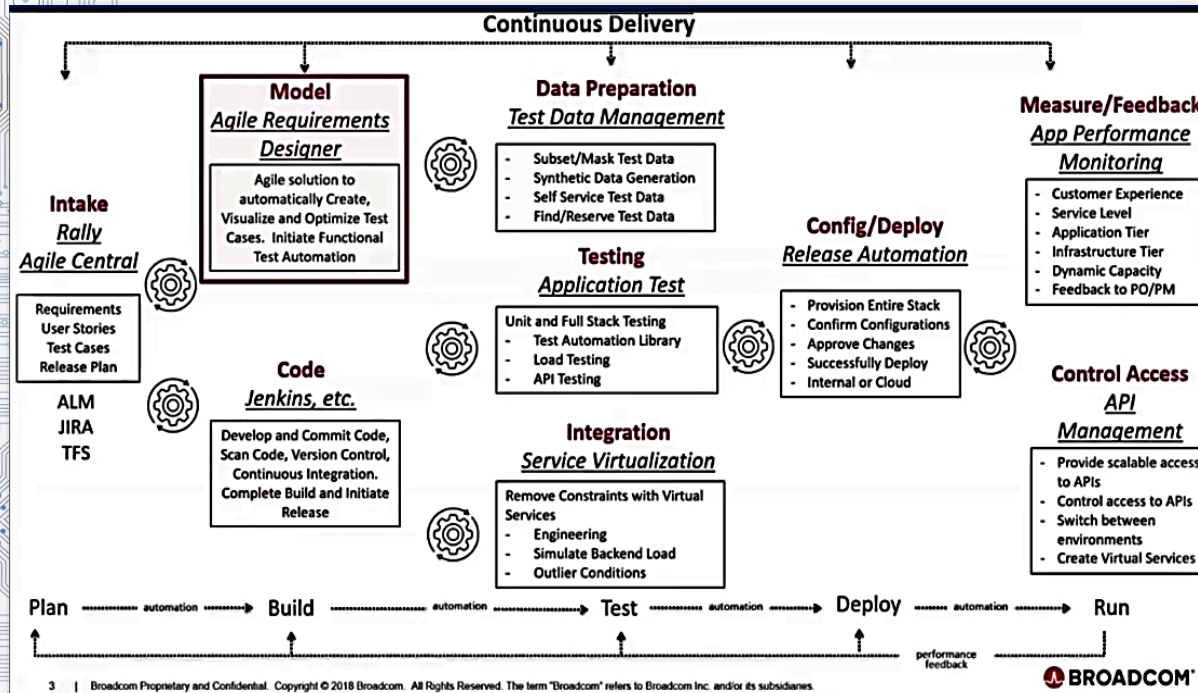 Continuous Delivery
Intake
Rally
Agile Central
Requirements
User Stories
Test Cases
Release Plan
ALM
JIRA
TFS
Model
Agile Requirements
Designer
Agile solution to
automatically Create,
Visualize and Optimize Test
Cases. Initiate Functional
Test Automation
Code
Jenkins, etc.
Develop and Commit Code,
Scan Code, Version Control,
Continuous Integration.
Complete Build and Initiate
Release
Data Preparation
Test Data Management
- Subset/Mask Test Data
- Synthetic Data Generation
- Self Service Test Data
- Find/Reserve Test Data
Testing
Application Test
Unit and Full Stack Testing
- Test Automation Library
- Load Testing
- API Testing
Integration
Service Virtualization
Remove Constraints with Virtual
Services
- Engineering
- Simulate Backend Load
- Outlier Conditions
Config/Deploy
Release Automation
- Provision Entire Stack
- Confirm Configurations
- Approve Changes
- Successfully Deploy
- Internal or Cloud
Measure/Feedback
App Performance
Monitoring
- Customer Experience
- Service Level
- Application Tier
- Infrastructure Tier
- Dynamic Capacity
- Feedback to PO/PM
Control Access
API
Management
- Provide scalable access
to APIs
- Control access to APIs
- Switch between
environments
- Create Virtual Services
Plan automation Build automation Test automation Deploy automation Run
performance
feedback
3 | Broadcom Proprietary and Confidential. Copyright © 2018 Broadcom. All Rights Reserved. The term "Broadcom" refers to Broadcom Inc. and/or its subsidiaries.
BROADCOM